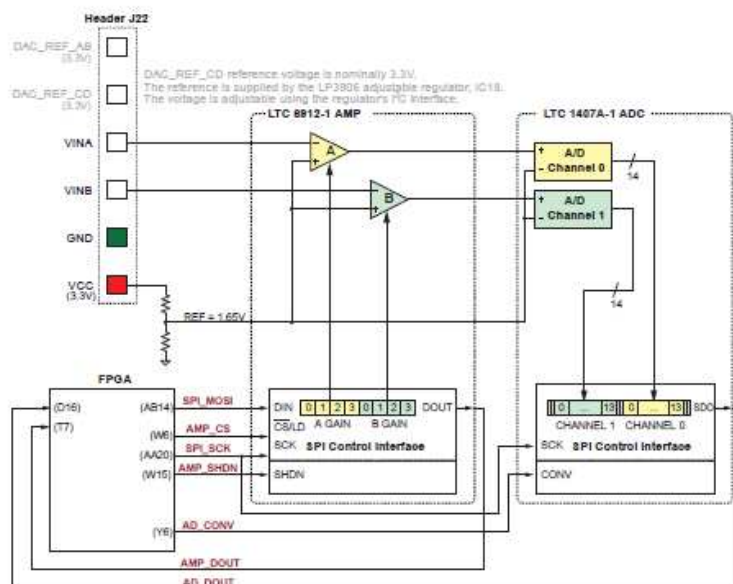 Header J22
DAC_REF_AB
(3.3V)
DAC_REF_CD
(3.3V)
DAC_REF_CD reference voltage is nominally 3.3V.
The reference is supplied by the LP3906 adjustable regulator, IC18.
The voltage is adjustable using the regulator's I²C interface.
LTC 6912-1 AMP
LTC 1407A-1 ADC
VINA
A
A/D
Channel 0
14
VINB
B
A/D
Channel 1
GND
VCC
(3.3V)
14
REF = 1.65V
FPGA
(D16)
(T7)
(AB14)
SPI_MOSI
(W6)
AMP_CS
(AA20)
SPI_SCK
(W15)
AMP_SHDN
(Y6)
AD_CONV
DIN
0 1 2 3 0 1 2 3
DOUT
CS/LD
A GAIN
B GAIN
SCK
SPI Control Interface
SHDN
0 ... 13 0 ... 13
SDO
CHANNEL 1
CHANNEL 0
SCK
SPI Control Interface
CONV
AMP_DOUT
AD_DOUT